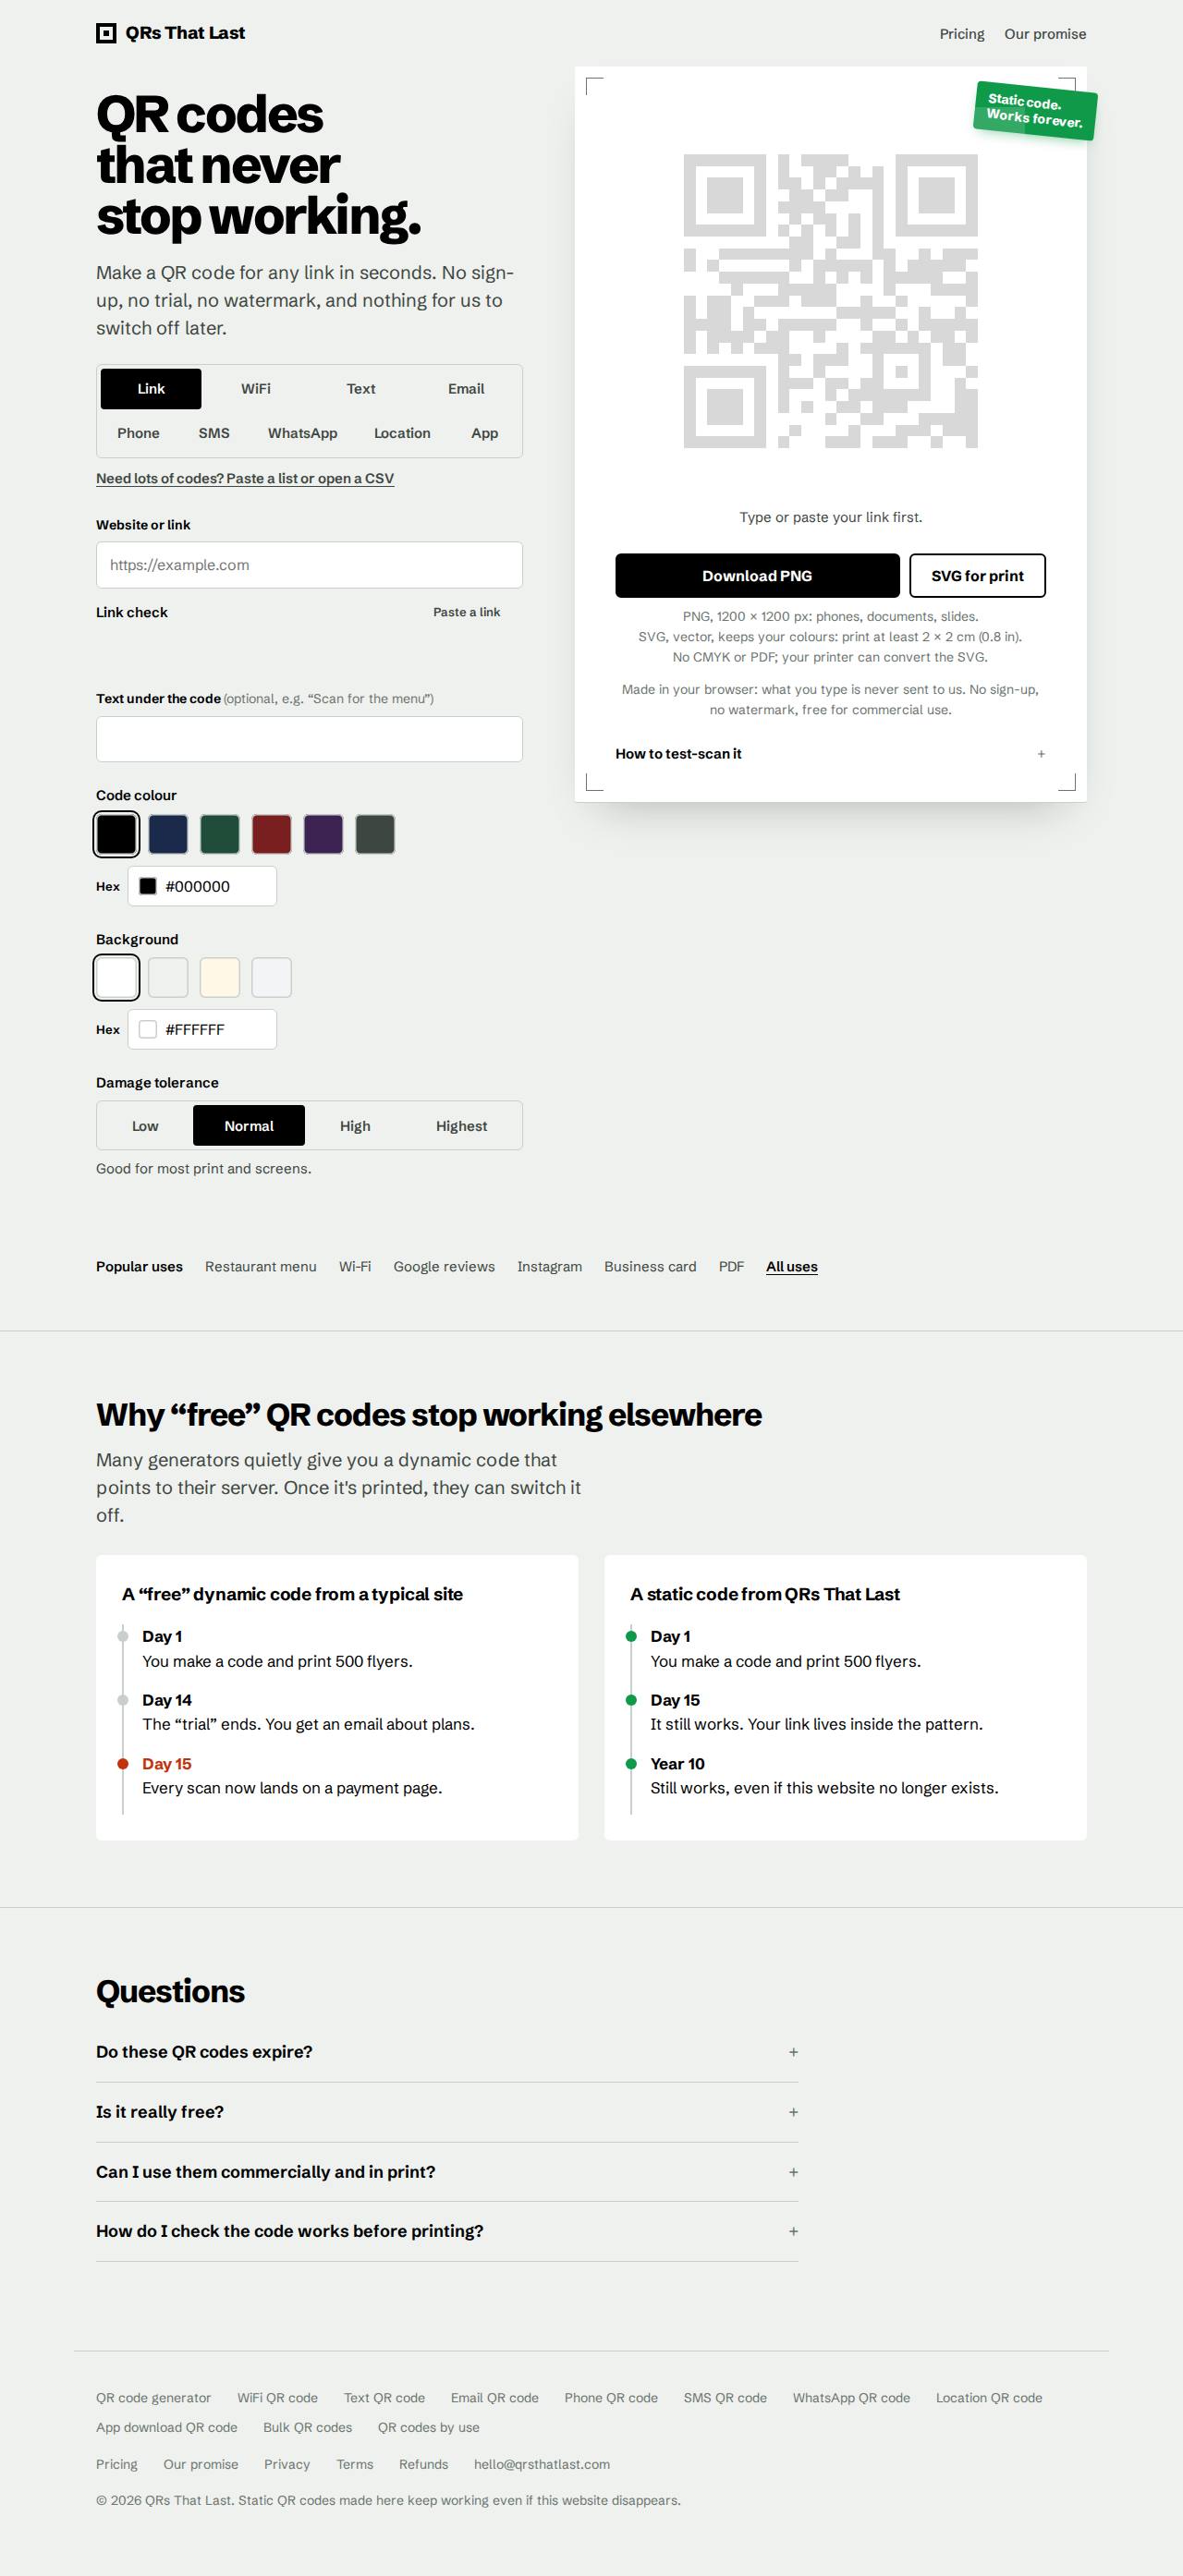 QRs That Last
Pricing
Our promise
QR codes
that never
stop working.
Make a QR code for any link in seconds. No sign-
up, no trial, no watermark, and nothing for us to
switch off later.
Link
WiFi
Text
Email
Phone
SMS
WhatsApp
Location
App
Need lots of codes? Paste a list or open a CSV
Website or link
https://example.com
Link check
Paste a link
Text under the code (optional, e.g. “Scan for the menu”)
Code colour
Hex
#000000
Background
Hex
#FFFFFF
Damage tolerance
Low
Normal
High
Highest
Good for most print and screens.
Static code.
Works forever.
Type or paste your link first.
Download PNG
SVG for print
PNG, 1200 × 1200 px: phones, documents, slides.
SVG, vector, keeps your colours: print at least 2 × 2 cm (0.8 in).
No CMYK or PDF; your printer can convert the SVG.
Made in your browser: what you type is never sent to us. No sign-up,
no watermark, free for commercial use.
How to test-scan it
+
Popular uses
Restaurant menu
Wi-Fi
Google reviews
Instagram
Business card
PDF
All uses
Why “free” QR codes stop working elsewhere
Many generators quietly give you a dynamic code that
points to their server. Once it's printed, they can switch it
off.
A “free” dynamic code from a typical site
Day 1
You make a code and print 500 flyers.
Day 14
The “trial” ends. You get an email about plans.
Day 15
Every scan now lands on a payment page.
A static code from QRs That Last
Day 1
You make a code and print 500 flyers.
Day 15
It still works. Your link lives inside the pattern.
Year 10
Still works, even if this website no longer exists.
Questions
Do these QR codes expire?
+
Is it really free?
+
Can I use them commercially and in print?
+
How do I check the code works before printing?
+
QR code generator
WiFi QR code
Text QR code
Email QR code
Phone QR code
SMS QR code
WhatsApp QR code
Location QR code
App download QR code
Bulk QR codes
QR codes by use
Pricing
Our promise
Privacy
Terms
Refunds
hello@qrsthatlast.com
© 2026 QRs That Last. Static QR codes made here keep working even if this website disappears.